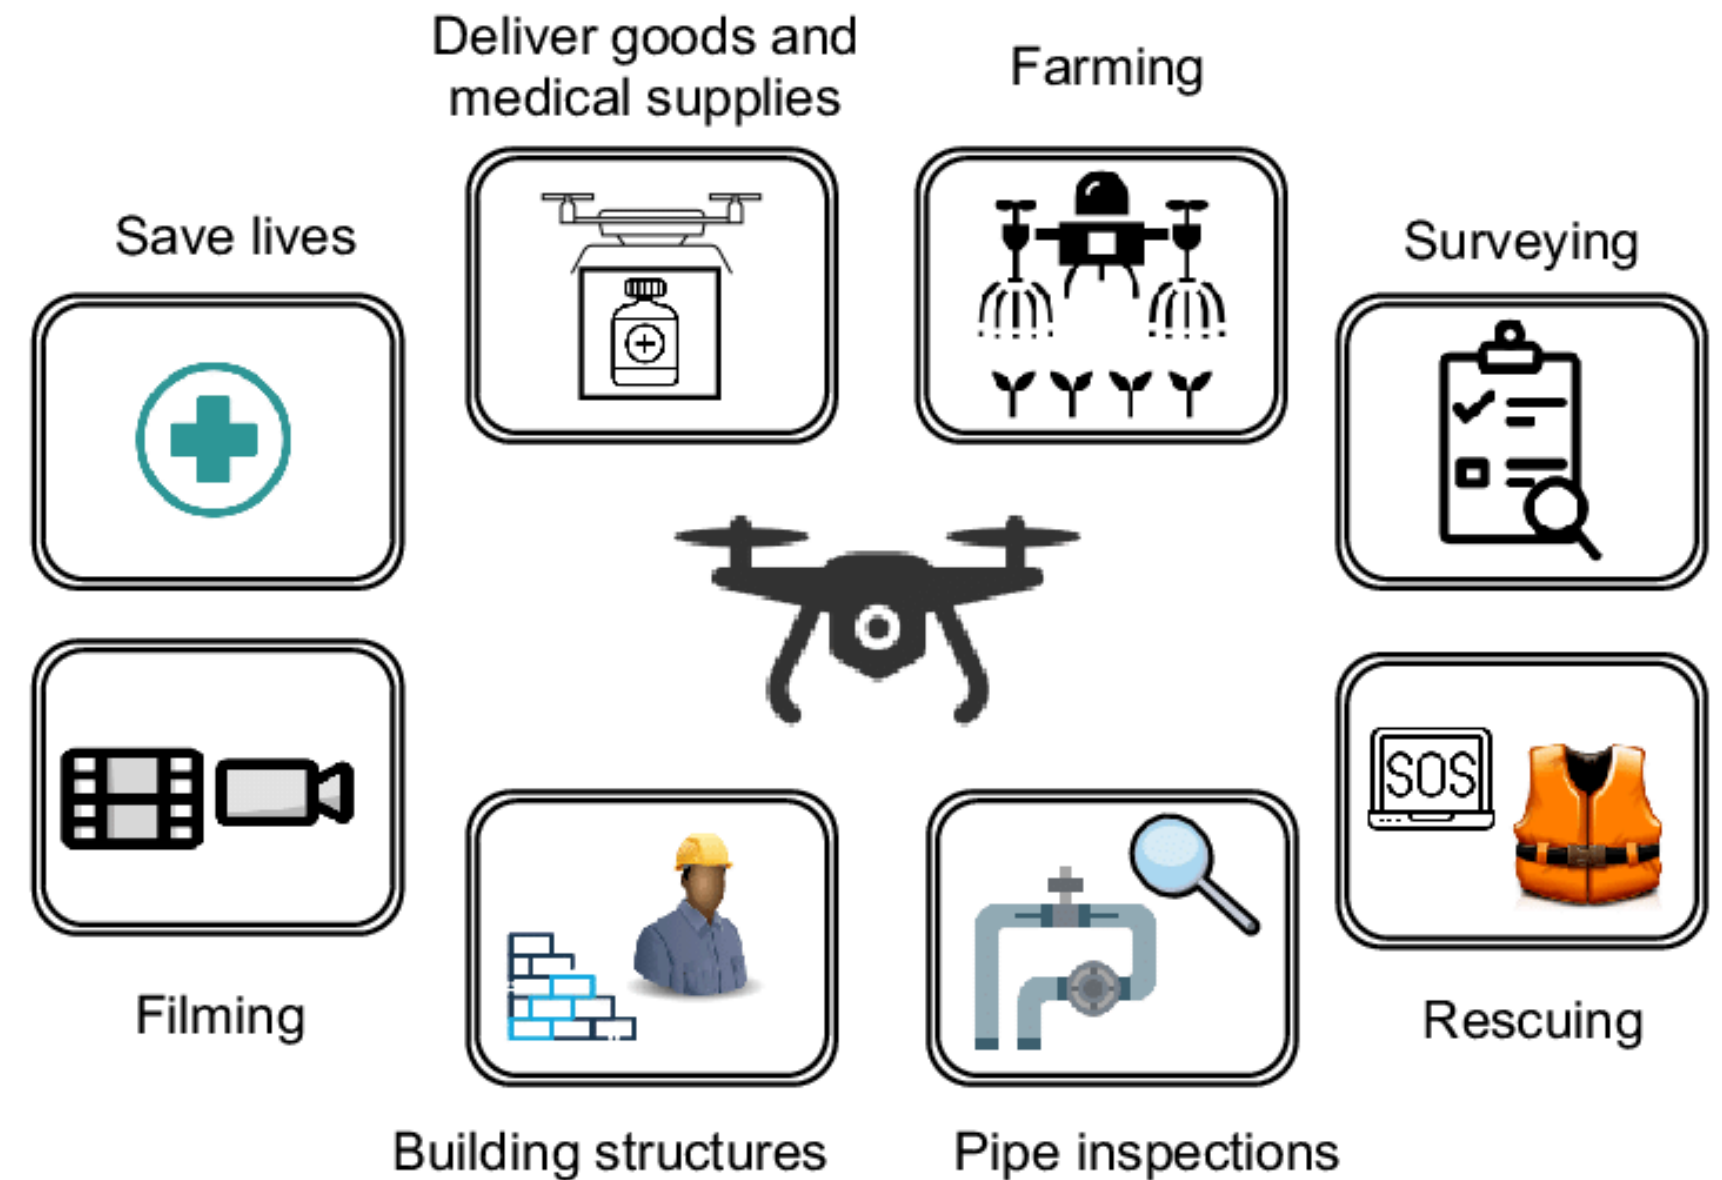 Deliver goods and
medical supplies
Farming
Save lives
Surveying
SOS
Filming
Rescuing
Building structures
Pipe inspections